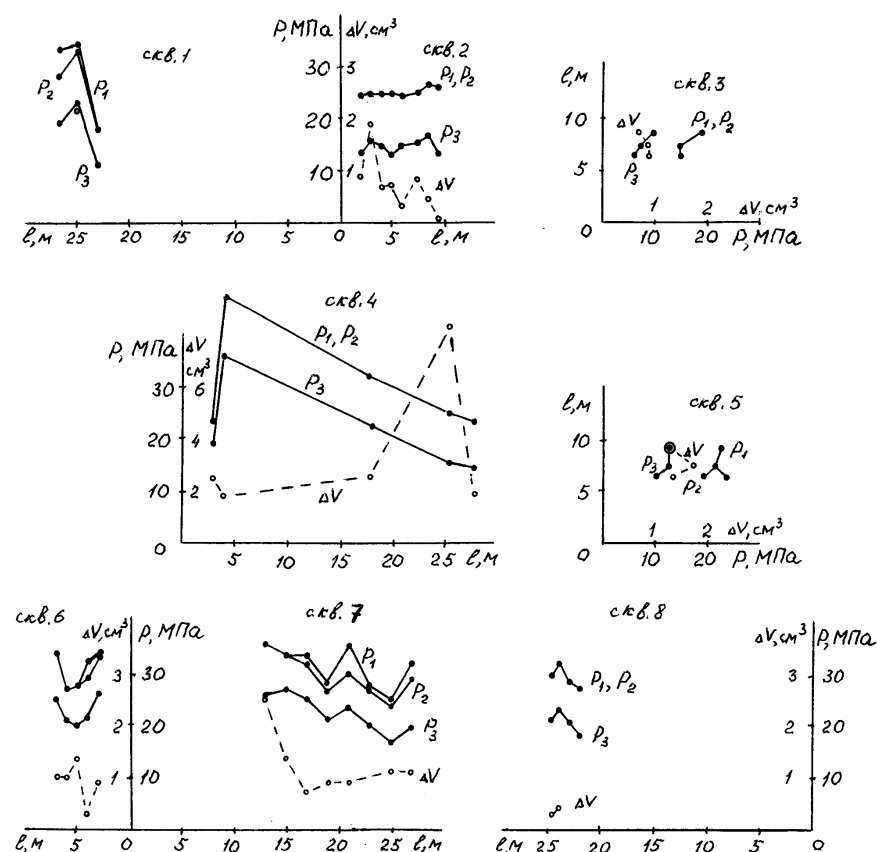 скв.1
P₂
P₁
P₃
P, МПа ΔV, см³
скв.2
30 3
20 2
10 1
P₁, P₂
P₃
ΔV
ℓ, м 25 20 15 10 5 0 5 ℓ, м
ℓ, м
скв.3
10
5
0
ΔV
P₁, P₂
P₃
1 2 ΔV, см³
10 20 P, МПа
скв.4
P, МПа ΔV
см³
30 6
20 4
10 2
0
P₁, P₂
P₃
ΔV
5 10 15 20 25 ℓ, м
ℓ, м
скв.5
10
5
0
P₃
ΔV
P₁
P₂
1 2 ΔV, см³
10 20 P, МПа
скв.6
ΔV, см³ P, МПа
3 30
2 20
1 10
скв.7
P₁
P₂
P₃
ΔV
ℓ, м 5 0 5 10 15 20 25 ℓ, м
скв.8
ΔV, см³ P, МПа
3 30
2 20
1 10
P₁, P₂
P₃
ΔV
ℓ, м 25 20 15 10 5 0